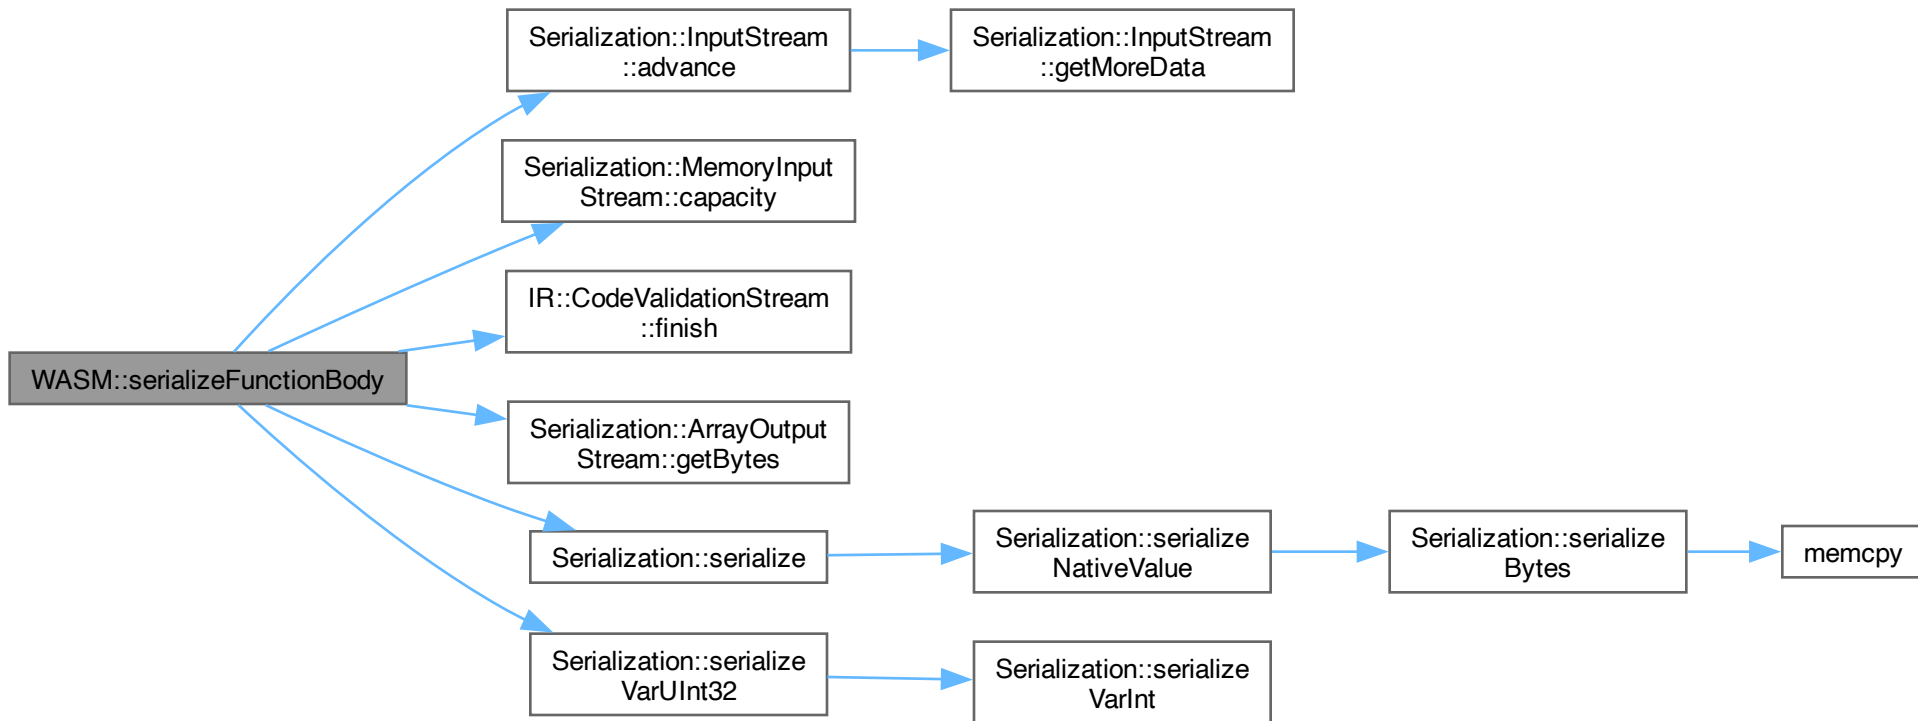 Serialization::InputStream
::advance
Serialization::InputStream
::getMoreData
Serialization::MemoryInput
Stream::capacity
IR::CodeValidationStream
::finish
WASM::serializeFunctionBody
Serialization::ArrayOutput
Stream::getBytes
Serialization::serialize
Serialization::serialize
NativeValue
Serialization::serialize
Bytes
memcpy
Serialization::serialize
VarUInt32
Serialization::serialize
VarInt